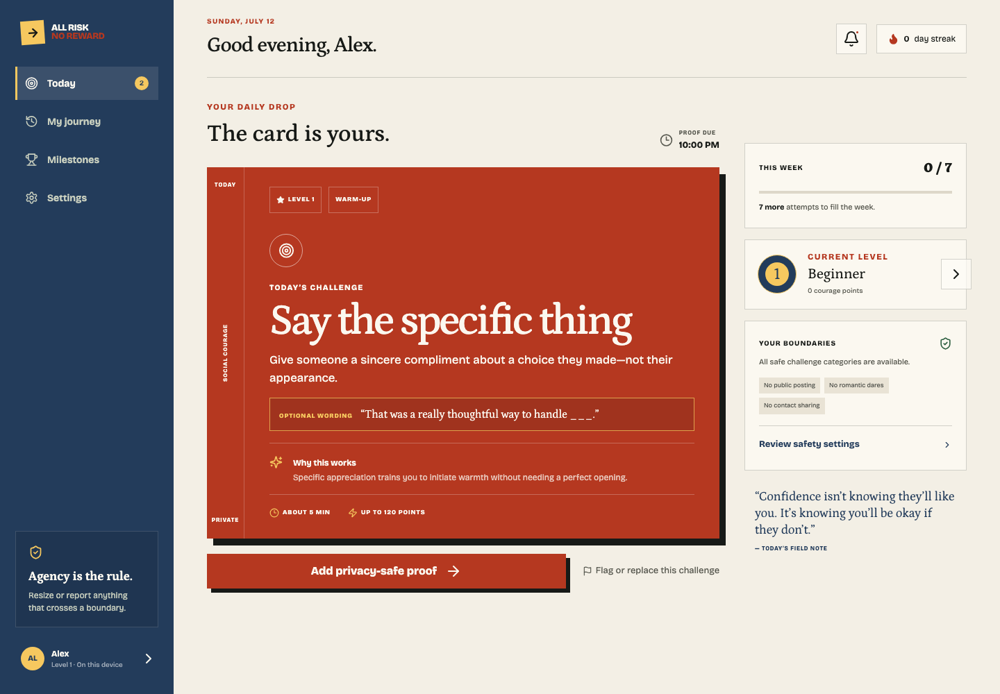 ALL RISK
NO REWARD
Today 2
My journey
Milestones
Settings
Agency is the rule.
Resize or report anything
that crosses a boundary.
AL
Alex
Level 1 · On this device
SUNDAY, JULY 12
Good evening, Alex.
0 day streak
YOUR DAILY DROP
The card is yours.
PROOF DUE
10:00 PM
TODAY
SOCIAL COURAGE
PRIVATE
LEVEL 1
WARM-UP
TODAY’S CHALLENGE
Say the specific thing
Give someone a sincere compliment about a choice they made—not their
appearance.
OPTIONAL WORDING “That was a really thoughtful way to handle ___.”
Why this works
Specific appreciation trains you to initiate warmth without needing a perfect opening.
ABOUT 5 MIN
UP TO 120 POINTS
Add privacy-safe proof
Flag or replace this challenge
THIS WEEK 0 / 7
7 more attempts to fill the week.
1
CURRENT LEVEL
Beginner
0 courage points
YOUR BOUNDARIES
All safe challenge categories are available.
No public posting
No romantic dares
No contact sharing
Review safety settings
“Confidence isn’t knowing they’ll like
you. It’s knowing you’ll be okay if
they don’t.”
— TODAY’S FIELD NOTE